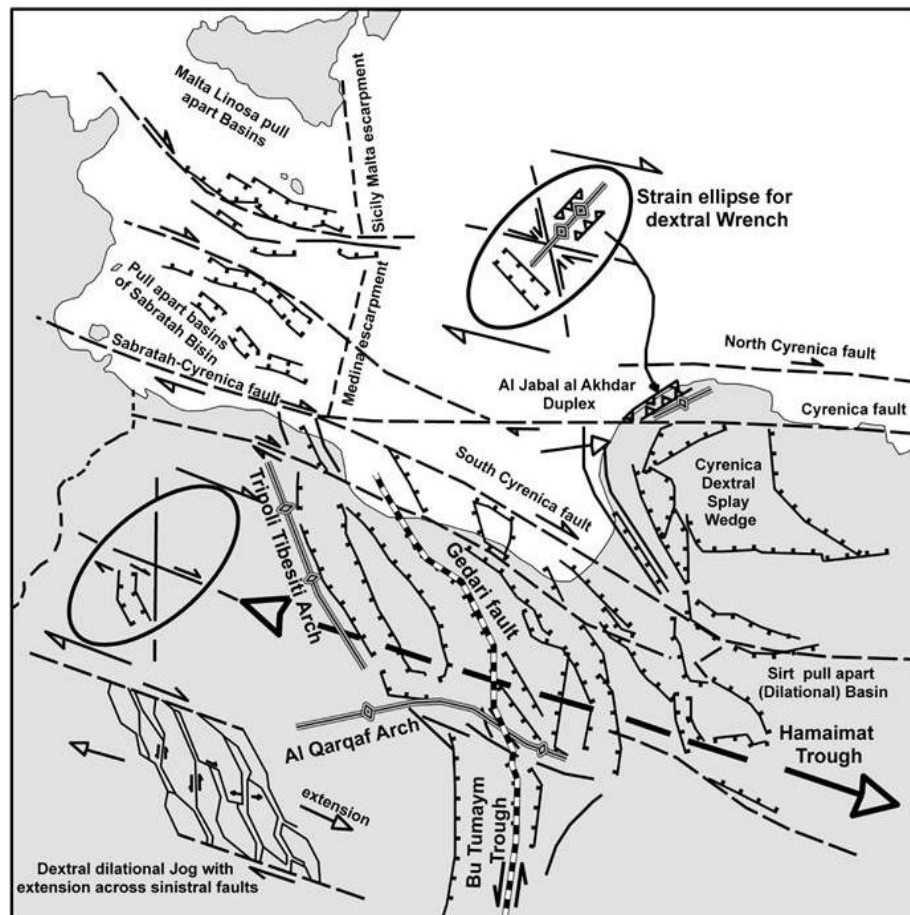 Malta Linosa pull
apart Basins
Sicily Malta escarpment
Strain ellipse for
dextral Wrench
Pull apart basins
of Sabratah Bisin
Medina escarpment
Sabratah-Cyrenica fault
North Cyrenica fault
Al Jabal al Akhdar
Duplex
Cyrenica fault
South Cyrenica fault
Cyrenica
Dextral
Splay
Wedge
Tripoli Tibesiti Arch
Gedari fault
Sirt pull apart
(Dilational) Basin
Hamaimat
Trough
Al Qarqaf Arch
extension
Bu Tumaym
Trough
Dextral dilational Jog with
extension across sinistral faults